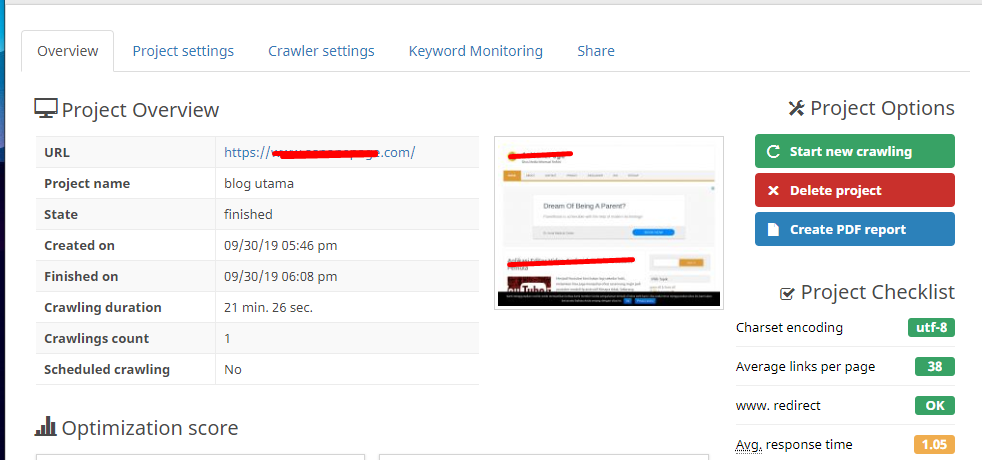 Overview Project settings Crawler settings Keyword Monitoring Share
Project Overview
URL https:// .com/
Project name blog utama
State finished
Created on 09/30/19 05:46 pm
Finished on 09/30/19 06:08 pm
Crawling duration 21 min. 26 sec.
Crawlings count 1
Scheduled crawling No
Dream Of Being A Parent?
Optimization score
Project Options
Start new crawling
Delete project
Create PDF report
Project Checklist
Charset encoding utf-8
Average links per page 38
www. redirect OK
Avg. response time 1.05